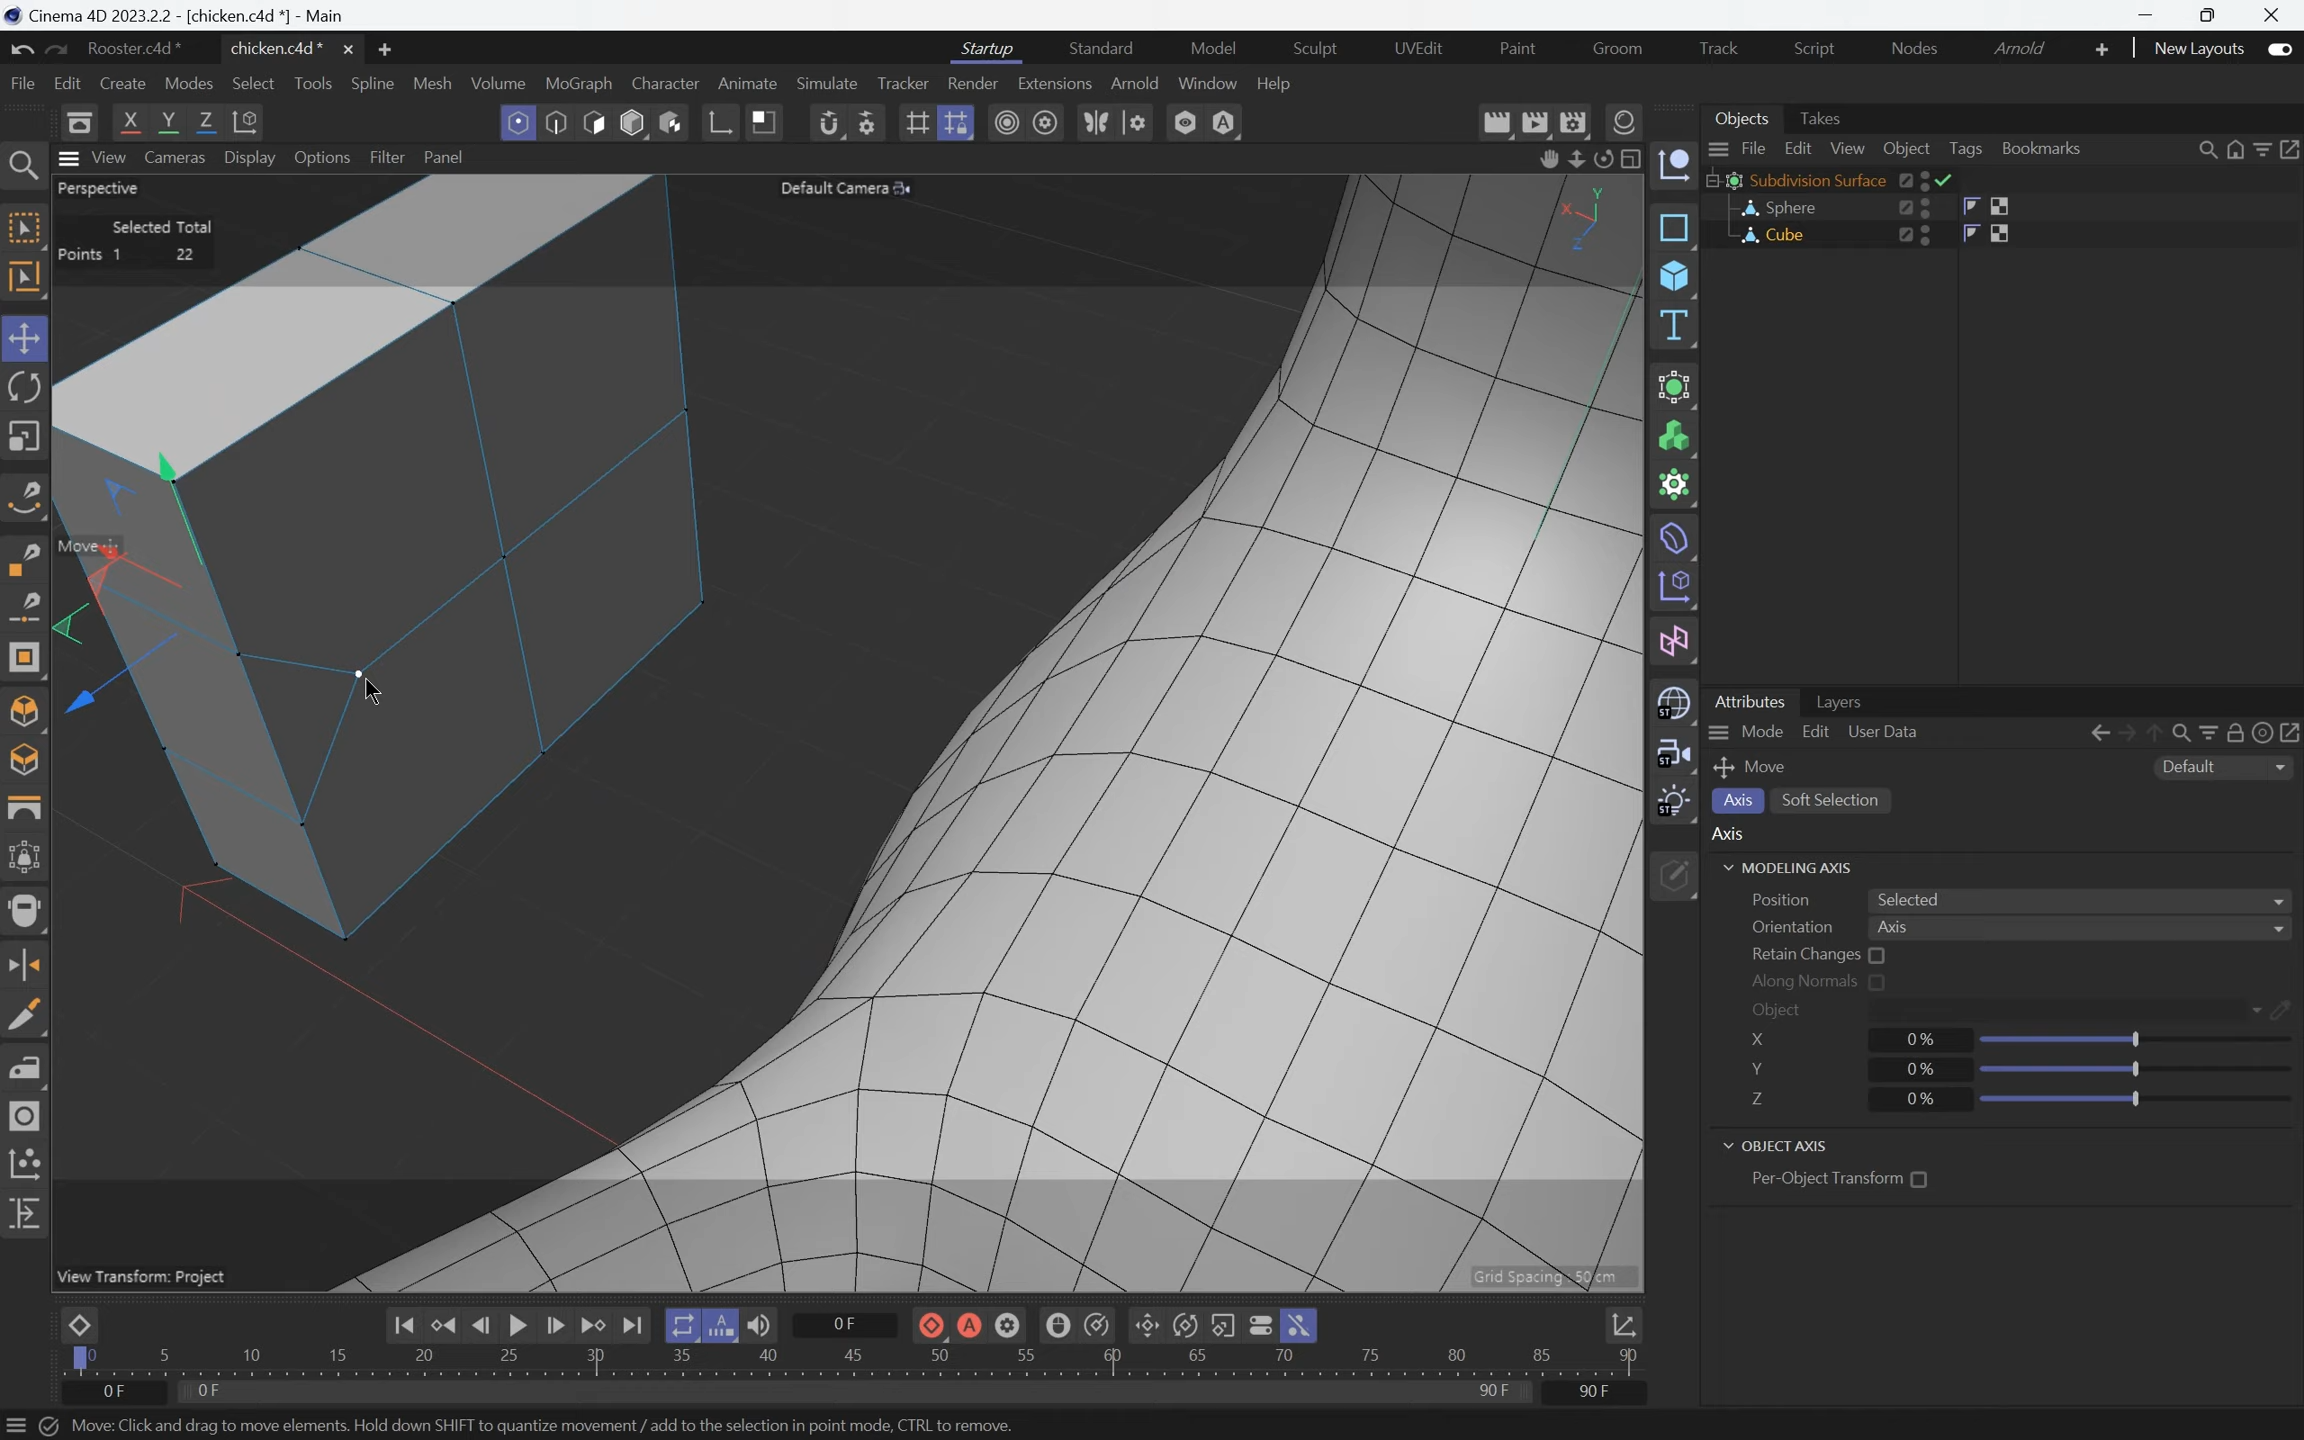 Cinema 4D 2023.2.2 - [chicken.c4d *] - Main
Rooster.c4d * chicken.c4d * Startup Standard Model Sculpt UVEdit Paint Groom Track Script Nodes Arnold New Layouts
File Edit Create Modes Select Tools Spline Mesh Volume MoGraph Character Animate Simulate Tracker Render Extensions Arnold Window Help
X Y Z
Objects Takes
View Cameras Display Options Filter Panel
File Edit View Object Tags Bookmarks
Perspective
Default Camera
Selected Total
Points 1 22
Subdivision Surface
Sphere
Cube
X Y Z
Move
Attributes Layers
Mode Edit User Data
Move Default
Axis Soft Selection
Axis
MODELING AXIS
Position Selected
Orientation Axis
Retain Changes
Along Normals
Object
X 0 %
Y 0 %
Z 0 %
OBJECT AXIS
Per-Object Transform
View Transform: Project
Grid Spacing : 50 cm
0 F
0 5 10 15 20 25 30 35 40 45 50 55 60 65 70 75 80 85 90
0 F 0 F 90 F 90 F
Move: Click and drag to move elements. Hold down SHIFT to quantize movement / add to the selection in point mode, CTRL to remove.